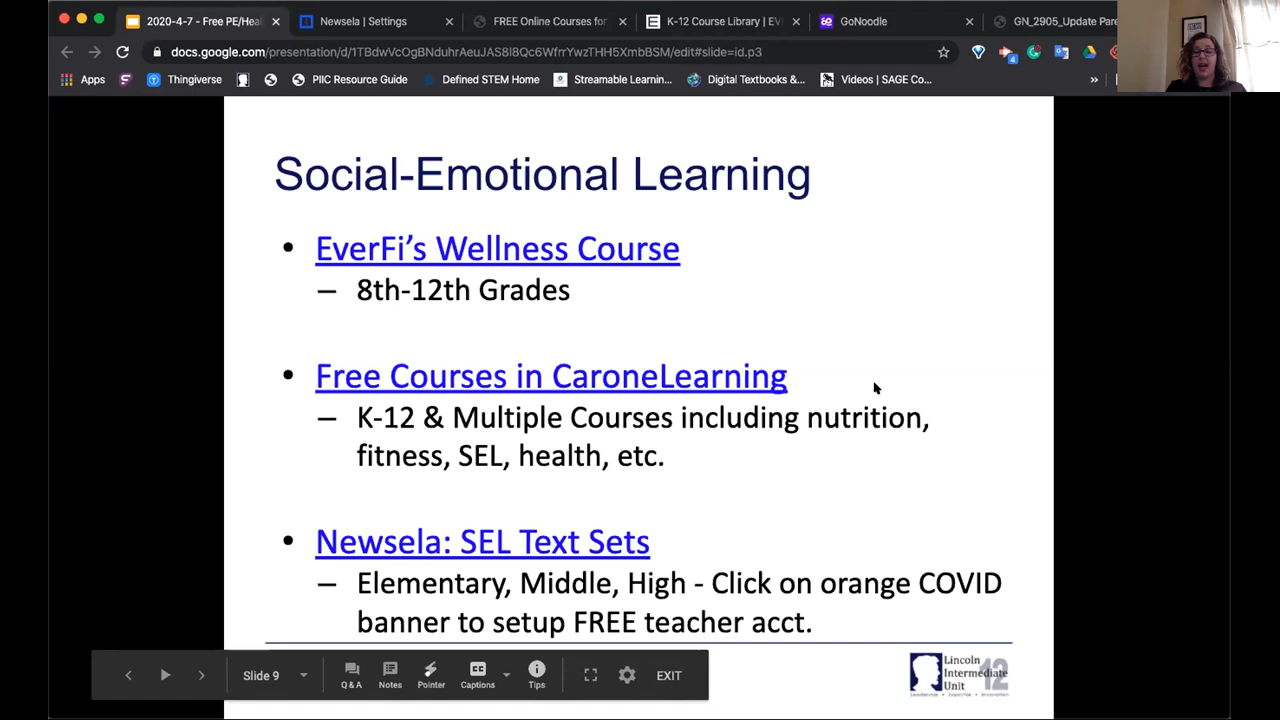 2020-4-7 - Free PE/Heal
Newsela | Settings
FREE Online Courses for
K-12 Course Library | EVI
GoNoodle
GN_2905_Update Pare
docs.google.com/presentation/d/1TBdwVcOgBNduhrAeuJAS8l8Qc6WfrYwzTHH5XmbBSM/edit#slide=id.p3
Apps
Thingiverse
PIIC Resource Guide
Defined STEM Home
Streamable Learnin...
Digital Textbooks &...
Videos | SAGE Co...
Social-Emotional Learning
• EverFi’s Wellness Course
– 8th-12th Grades
• Free Courses in CaroneLearning
– K-12 & Multiple Courses including nutrition,
fitness, SEL, health, etc.
• Newsela: SEL Text Sets
– Elementary, Middle, High - Click on orange COVID
banner to setup FREE teacher acct.
Slide 9
Q & A
Notes
Pointer
Captions
Tips
EXIT
Lincoln
Intermediate
Unit
12